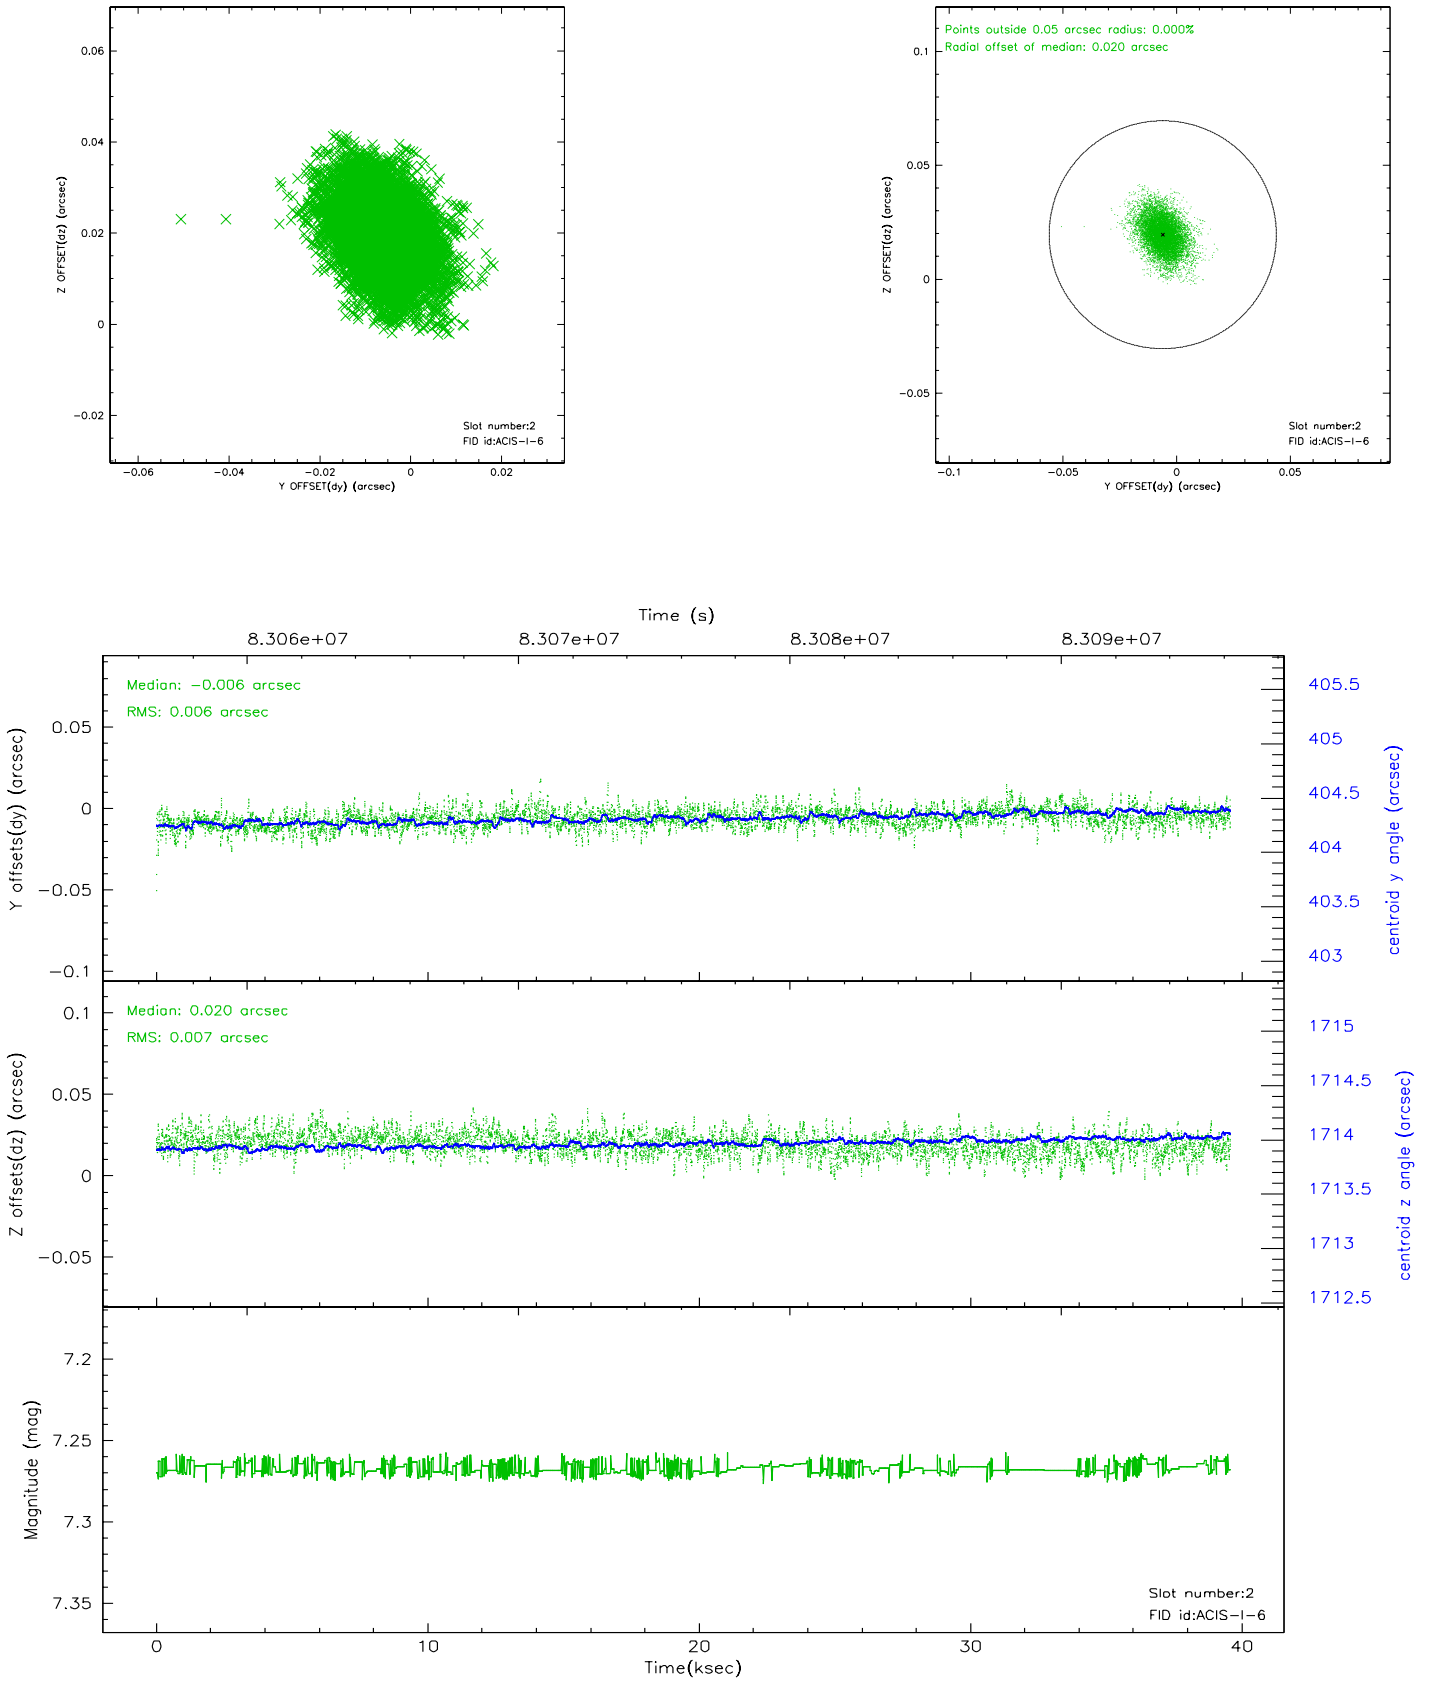 0.06
0.04
0.02
0
−0.02
Z OFFSET(dz) (arcsec)
Slot number:2
FID id:ACIS−I−6
−0.06 −0.04 −0.02 0 0.02
Y OFFSET(dy) (arcsec)
Points outside 0.05 arcsec radius: 0.000%
Radial offset of median: 0.020 arcsec
0.1
0.05
0
−0.05
Z OFFSET(dz) (arcsec)
Slot number:2
FID id:ACIS−I−6
−0.1 −0.05 0 0.05
Y OFFSET(dy) (arcsec)
Time (s)
8.306e+07 8.307e+07 8.308e+07 8.309e+07
Median: −0.006 arcsec
RMS: 0.006 arcsec
0.05
0
−0.05
−0.1
Y offsets(dy) (arcsec)
405.5
405
404.5
404
403.5
403
centroid y angle (arcsec)
Median: 0.020 arcsec
RMS: 0.007 arcsec
0.1
0.05
0
−0.05
Z offsets(dz) (arcsec)
1715
1714.5
1714
1713.5
1713
1712.5
centroid z angle (arcsec)
7.2
7.25
7.3
7.35
Magnitude (mag)
Slot number:2
FID id:ACIS−I−6
0 10 20 30 40
Time(ksec)